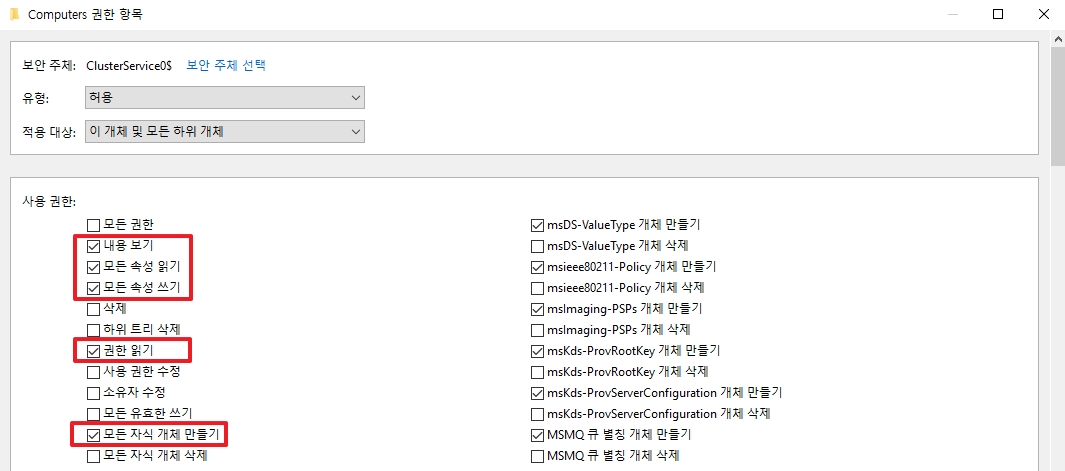 Computers 권한 항목
보안 주체: ClusterService0$ 보안 주체 선택
유형: 허용
적용 대상: 이 개체 및 모든 하위 개체
사용 권한:
모든 권한
내용 보기
모든 속성 읽기
모든 속성 쓰기
삭제
하위 트리 삭제
권한 읽기
사용 권한 수정
소유자 수정
모든 유효한 쓰기
모든 자식 개체 만들기
모든 자식 개체 삭제
msDS-ValueType 개체 만들기
msDS-ValueType 개체 삭제
msieee80211-Policy 개체 만들기
msieee80211-Policy 개체 삭제
msImaging-PSPs 개체 만들기
msImaging-PSPs 개체 삭제
msKds-ProvRootKey 개체 만들기
msKds-ProvRootKey 개체 삭제
msKds-ProvServerConfiguration 개체 만들기
msKds-ProvServerConfiguration 개체 삭제
MSMQ 큐 별칭 개체 만들기
MSMQ 큐 별칭 개체 삭제